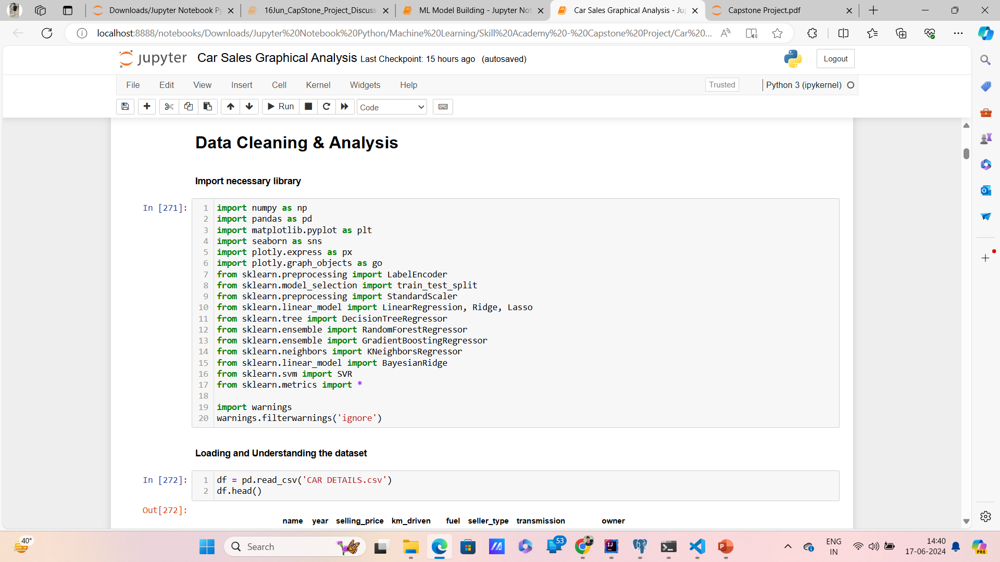 Downloads/Jupyter Notebook Py
16Jun_CapStone_Project_Discuss
ML Model Building - Jupyter Not
Car Sales Graphical Analysis - Jup
Capstone Project.pdf
localhost:8888/notebooks/Downloads/Jupyter%20Notebook%20Python/Machine%20Learning/Skill%20Academy%20-%20Capstone%20Project/Car%20...
jupyter Car Sales Graphical Analysis Last Checkpoint: 15 hours ago (autosaved)
Logout
File Edit View Insert Cell Kernel Widgets Help
Trusted
Python 3 (ipykernel)
Run
Code
Data Cleaning & Analysis
Import necessary library
In [271]:
1 import numpy as np
2 import pandas as pd
3 import matplotlib.pyplot as plt
4 import seaborn as sns
5 import plotly.express as px
6 import plotly.graph_objects as go
7 from sklearn.preprocessing import LabelEncoder
8 from sklearn.model_selection import train_test_split
9 from sklearn.preprocessing import StandardScaler
10 from sklearn.linear_model import LinearRegression, Ridge, Lasso
11 from sklearn.tree import DecisionTreeRegressor
12 from sklearn.ensemble import RandomForestRegressor
13 from sklearn.ensemble import GradientBoostingRegressor
14 from sklearn.neighbors import KNeighborsRegressor
15 from sklearn.linear_model import BayesianRidge
16 from sklearn.svm import SVR
17 from sklearn.metrics import *
18
19 import warnings
20 warnings.filterwarnings('ignore')
Loading and Understanding the dataset
In [272]:
1 df = pd.read_csv('CAR DETAILS.csv')
2 df.head()
Out[272]:
name year selling_price km_driven fuel seller_type transmission owner
40°
Search
53
ENG
IN
14:40
17-06-2024
PRE